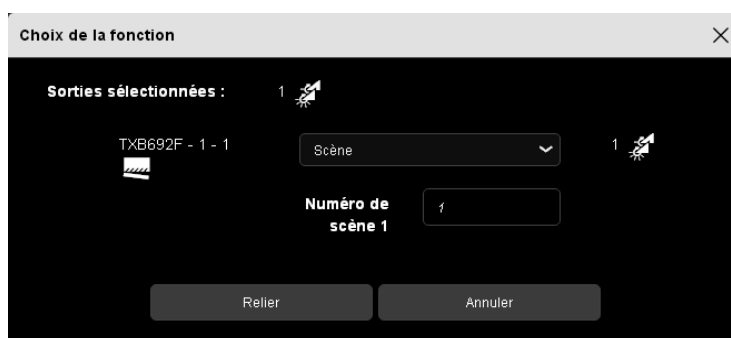 Choix de la fonction
Sorties sélectionnées : 1
TXB692F - 1 - 1 Scène 1
Numéro de
scène 1 1
Relier Annuler